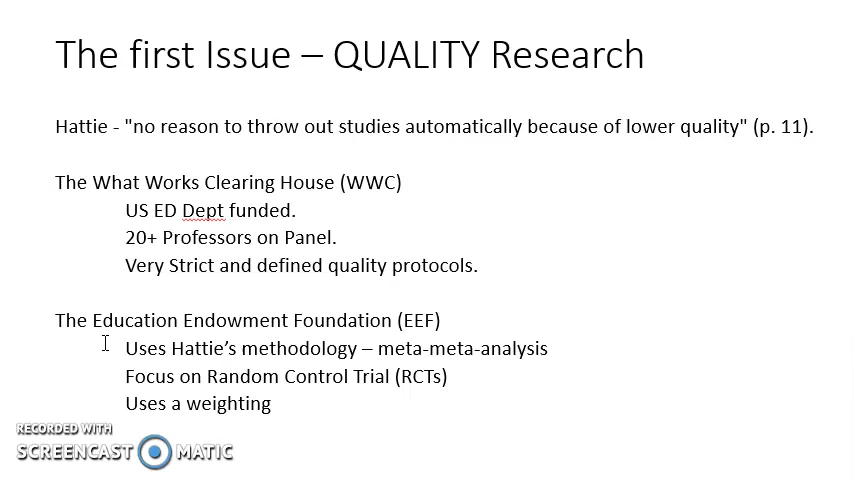 The first Issue – QUALITY Research
Hattie - "no reason to throw out studies automatically because of lower quality" (p. 11).
The What Works Clearing House (WWC)
US ED Dept funded.
20+ Professors on Panel.
Very Strict and defined quality protocols.
The Education Endowment Foundation (EEF)
Uses Hattie’s methodology – meta-meta-analysis
Focus on Random Control Trial (RCTs)
Uses a weighting
RECORDED WITH
SCREENCAST MATIC